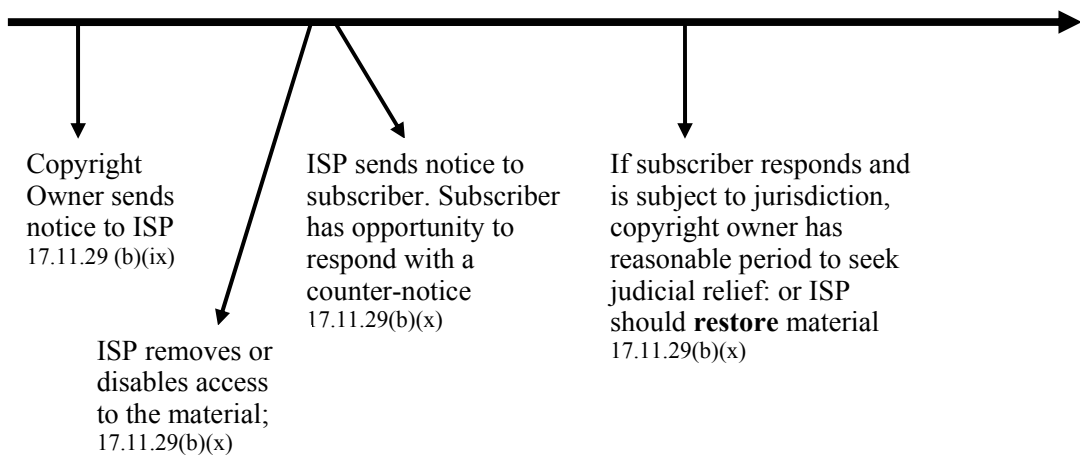 Copyright
Owner sends
notice to ISP
17.11.29 (b)(ix)
ISP removes or
disables access
to the material;
17.11.29(b)(x)
ISP sends notice to
subscriber. Subscriber
has opportunity to
respond with a
counter-notice
17.11.29(b)(x)
If subscriber responds and
is subject to jurisdiction,
copyright owner has
reasonable period to seek
judicial relief: or ISP
should restore material
17.11.29(b)(x)